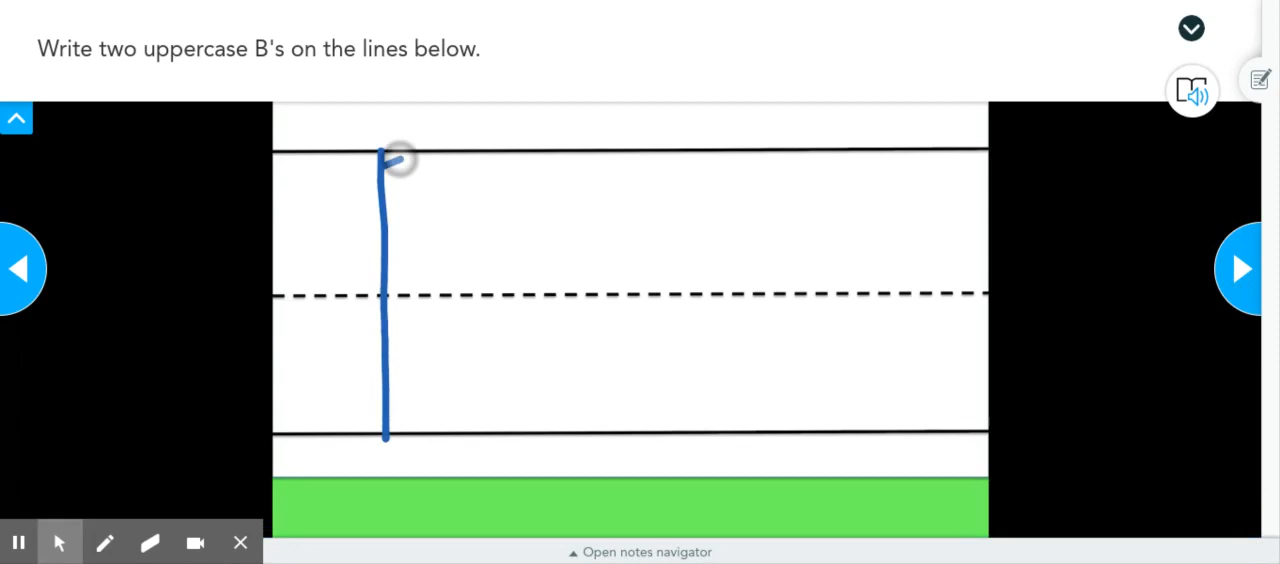 Write two uppercase B's on the lines below.
Open notes navigator